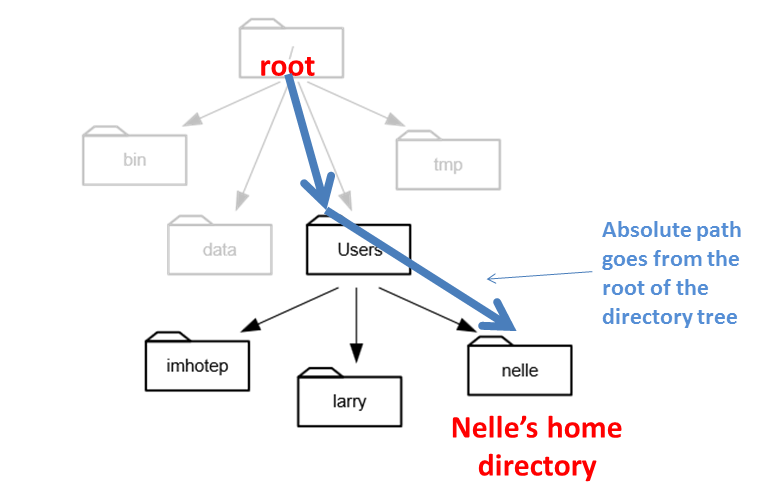 /
root
bin
tmp
data
Users
Absolute path
goes from the
root of the
directory tree
imhotep
larry
nelle
Nelle’s home
directory